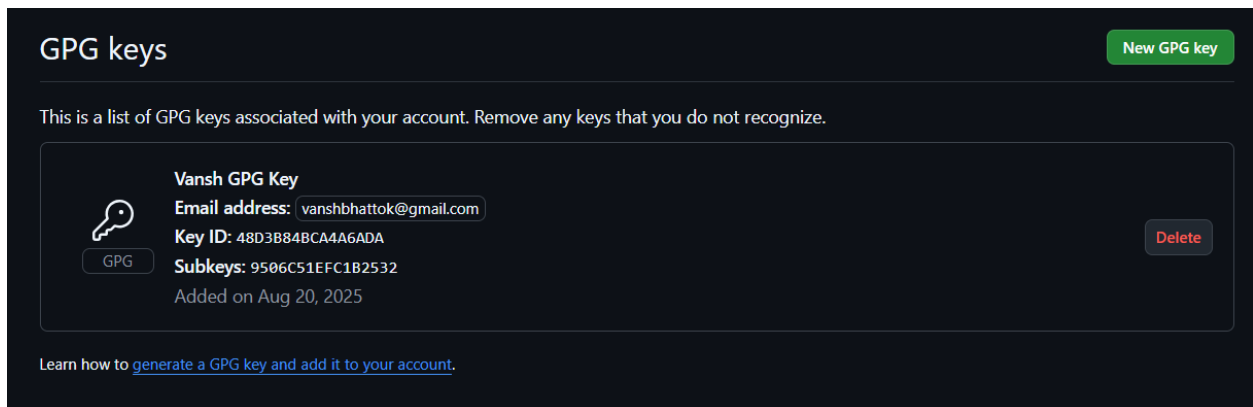 GPG keys
New GPG key
This is a list of GPG keys associated with your account. Remove any keys that you do not recognize.
Vansh GPG Key
Email address: vanshbhattok@gmail.com
Key ID: 48D3B84BCA4A6ADA
GPG
Subkeys: 9506C51EFC1B2532
Added on Aug 20, 2025
Delete
Learn how to generate a GPG key and add it to your account.